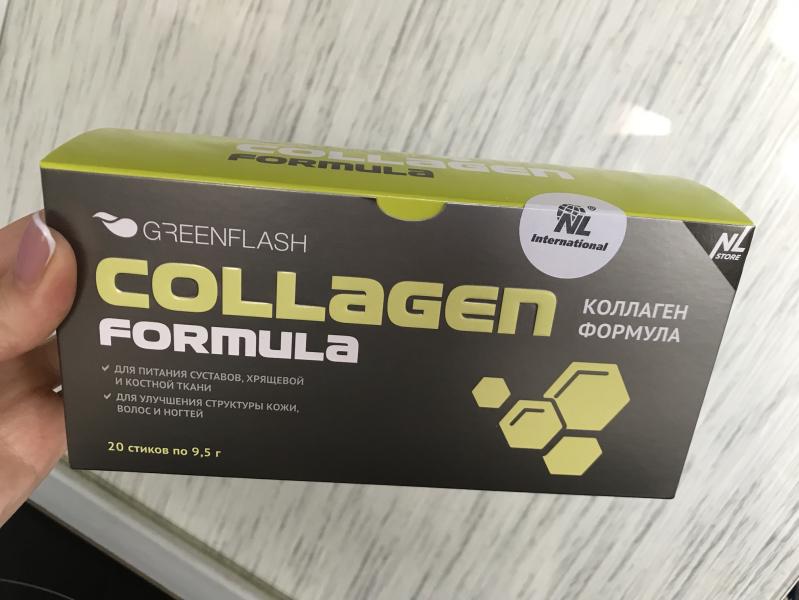 COLLAGEN
FORMULA
GREENFLASH
NL®
International
NL
STORE
COLLAGEN
FORMULA
КОЛЛАГЕН
ФОРМУЛА
ДЛЯ ПИТАНИЯ СУСТАВОВ, ХРЯЩЕВОЙ
И КОСТНОЙ ТКАНИ
ДЛЯ УЛУЧШЕНИЯ СТРУКТУРЫ КОЖИ,
ВОЛОС И НОГТЕЙ
20 стиков по 9,5 г